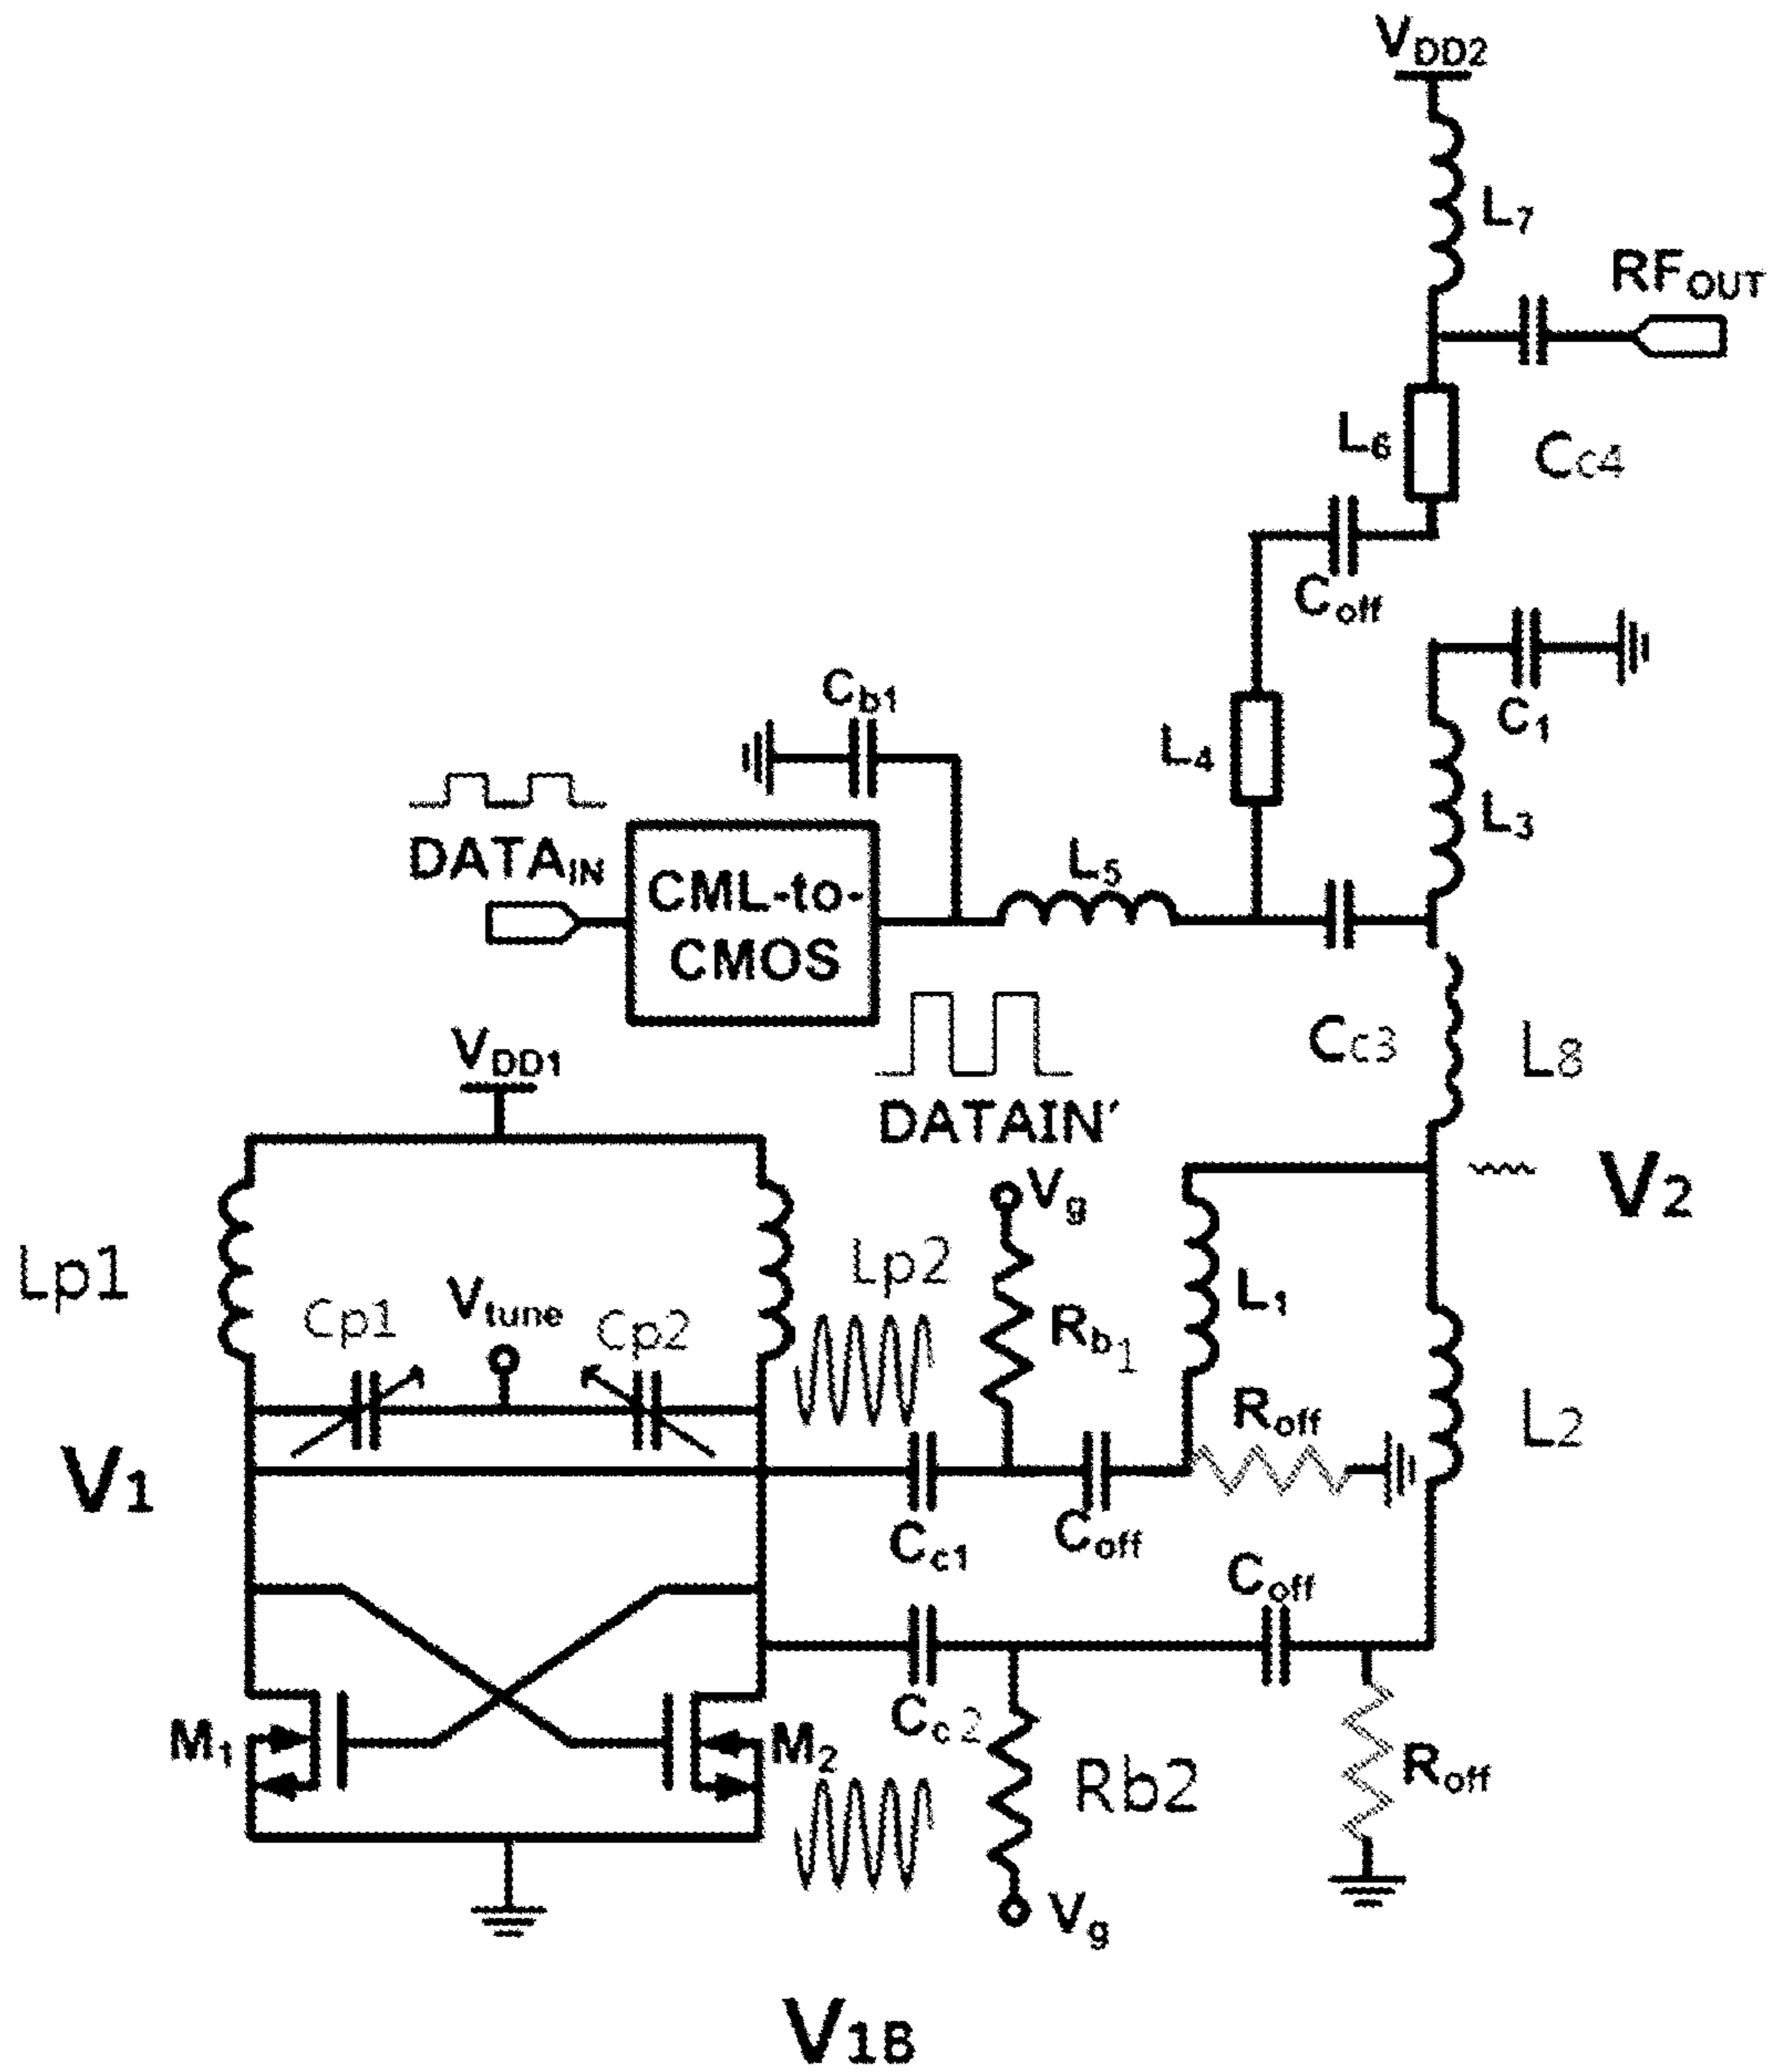 VDD2
L7
RFOUT
L6
Cc4
Coff
C1
Cb1
L4
L3
DATAIN
CML-to-
CMOS
L5
Cc3
L8
VDD1
DATAIN′
Vg
V2
Lp1
Lp2
Cp1
Vtune
Cp2
Rb1
L1
Roff
L2
V1
Cc1
Coff
Coff
Cc2
M1
M2
Rb2
Roff
Vg
V1B